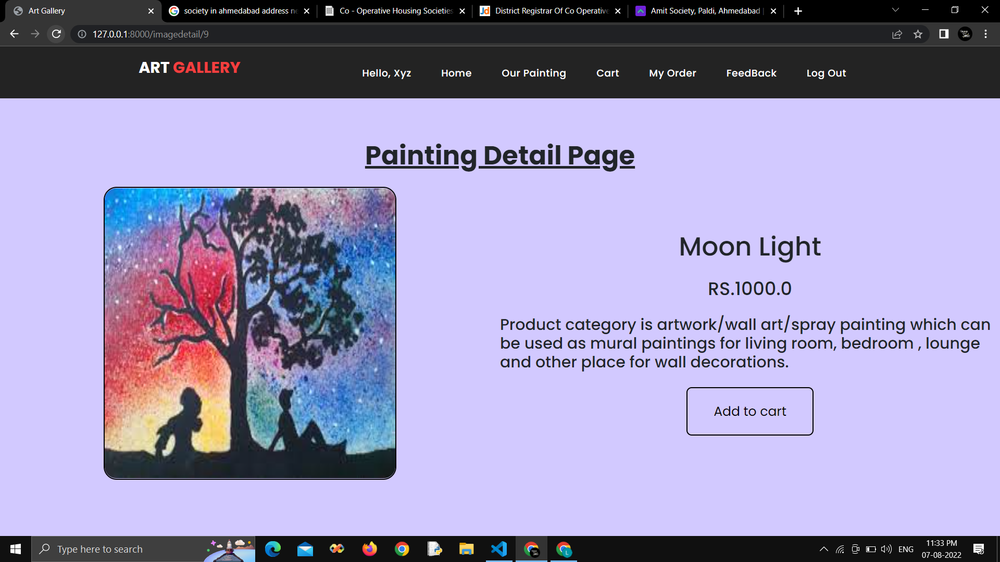 Art Gallery
society in ahmedabad address ne
Co - Operative Housing Societies
District Registrar Of Co Operative
Amit Society, Paldi, Ahmedabad |
127.0.0.1:8000/imagedetail/9
ART GALLERY
Hello, Xyz
Home
Our Painting
Cart
My Order
FeedBack
Log Out
Painting Detail Page
Moon Light
RS.1000.0
Product category is artwork/wall art/spray painting which can
be used as mural paintings for living room, bedroom , lounge
and other place for wall decorations.
Add to cart
Type here to search
ENG
11:33 PM
07-08-2022